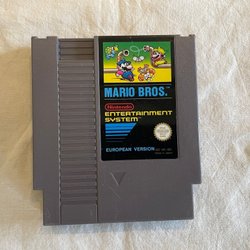 MARIO BROS.
Nintendo
ENTERTAINMENT
SYSTEM
EUROPEAN VERSION